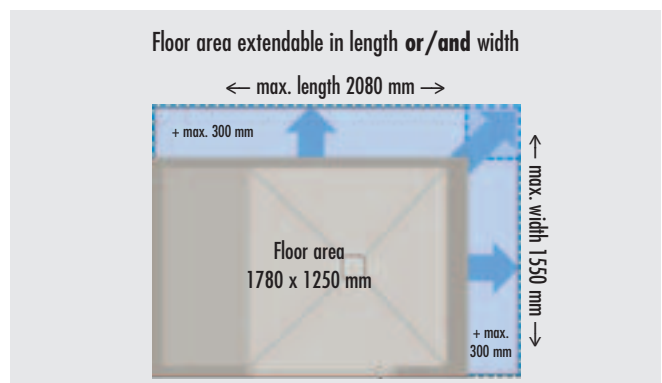 Floor area extendable in length or/and width
← max. length 2080 mm →
+ max. 300 mm
← max. width 1550 mm →
Floor area
1780 x 1250 mm
+ max.
300 mm